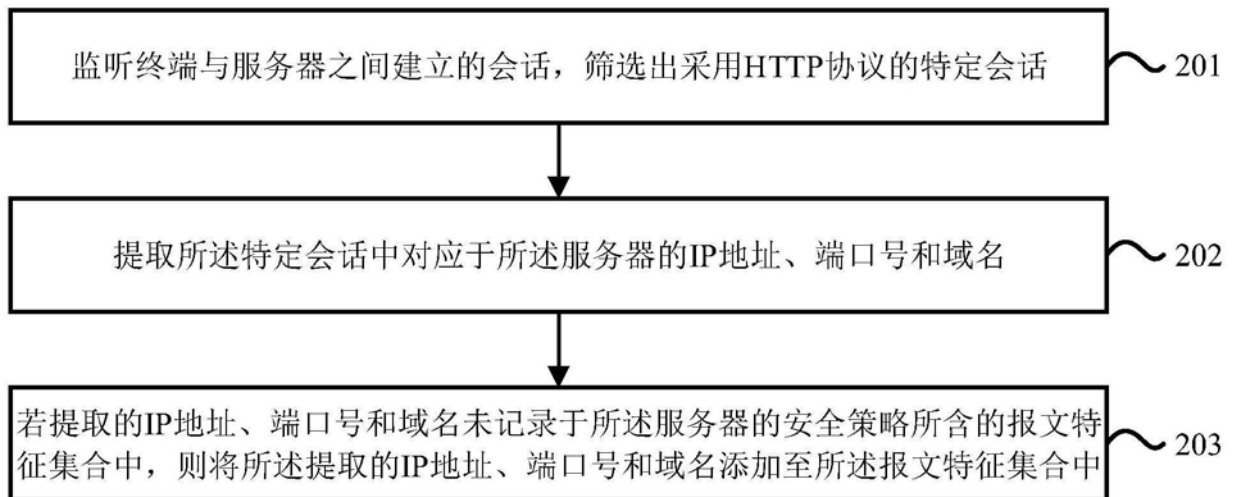 监听终端与服务器之间建立的会话，筛选出采用HTTP协议的特定会话
201
提取所述特定会话中对应于所述服务器的IP地址、端口号和域名
202
若提取的IP地址、端口号和域名未记录于所述服务器的安全策略所含的报文特
征集合中，则将所述提取的IP地址、端口号和域名添加至所述报文特征集合中
203